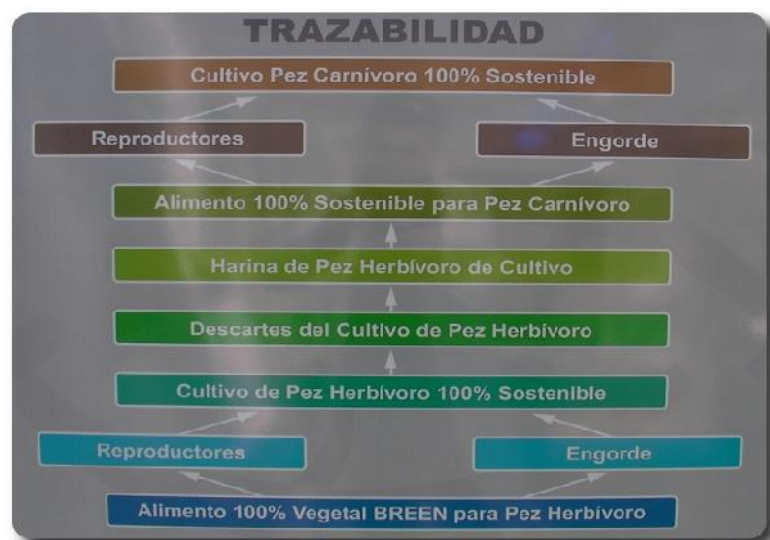 TRAZABILIDAD
Cultivo Pez Carnívoro 100% Sostenible
Reproductores
Engorde
Alimento 100% Sostenible para Pez Carnívoro
Harina de Pez Herbívoro de Cultivo
Descartes del Cultivo de Pez Herbívoro
Cultivo de Pez Herbívoro 100% Sostenible
Reproductores
Engorde
Alimento 100% Vegetal BREEN para Pez Herbívoro